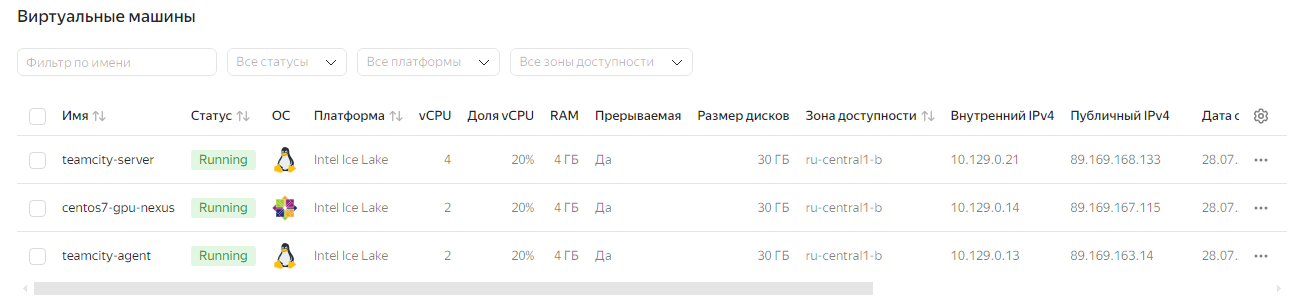 Виртуальные машины
Фильтр по имени Все статусы Все платформы Все зоны доступности
Имя Статус ОС Платформа vCPU Доля vCPU RAM Прерываемая Размер дисков Зона доступности Внутренний IPv4 Публичный IPv4 Дата с
teamcity-server Running Intel Ice Lake 4 20% 4 ГБ Да 30 ГБ ru-central1-b 10.129.0.21 89.169.168.133 28.07.
centos7-gpu-nexus Running Intel Ice Lake 2 20% 4 ГБ Да 30 ГБ ru-central1-b 10.129.0.14 89.169.167.115 28.07.
teamcity-agent Running Intel Ice Lake 2 20% 4 ГБ Да 30 ГБ ru-central1-b 10.129.0.13 89.169.163.14 28.07.